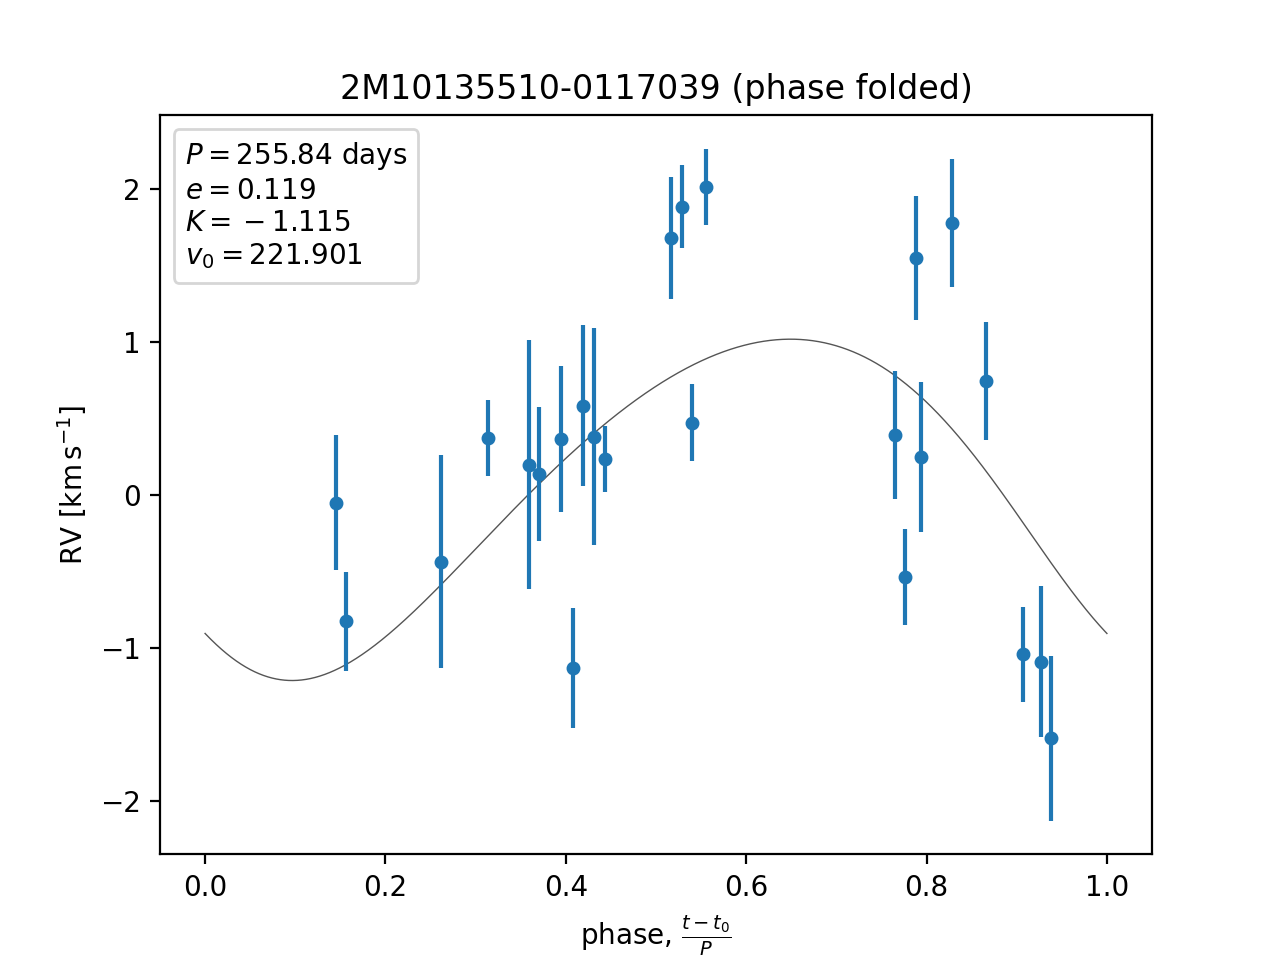 2M10135510-0117039 (phase folded)
P = 255.84 days
e = 0.119
K = −1.115
v₀ = 221.901
2
1
0
−1
−2
RV [km s⁻¹]
0.0 0.2 0.4 0.6 0.8 1.0
phase, (t − t₀)/P